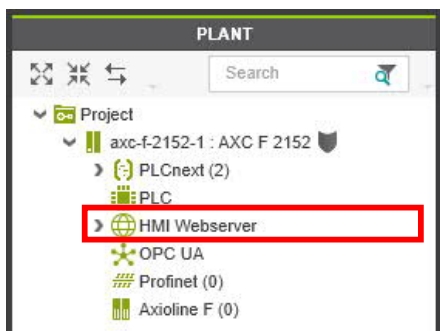 PLANT
Search
Project
axc-f-2152-1 : AXC F 2152
PLCnext (2)
PLC
HMI Webserver
OPC UA
Profinet (0)
Axioline F (0)